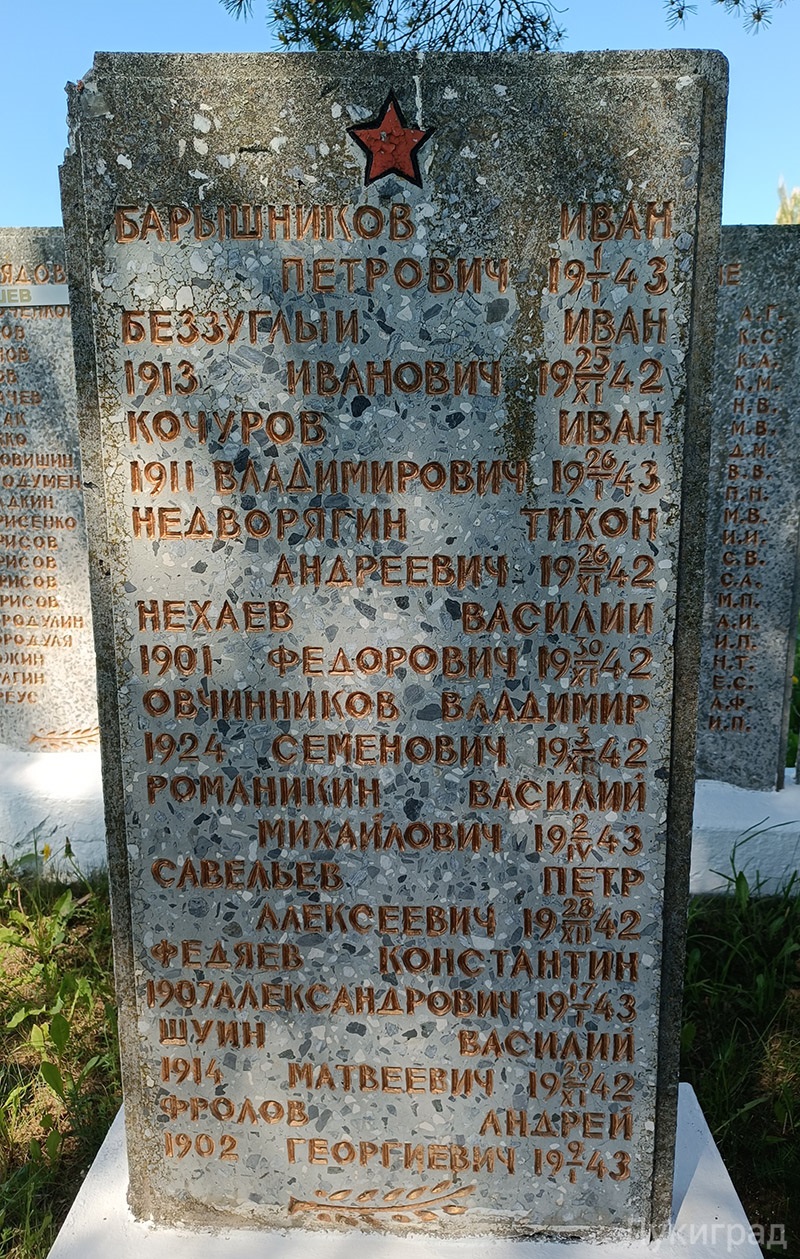 БАРЫШНИКОВ ИВАН
ПЕТРОВИЧ 19 1/I 43
БЕЗЗУГЛЫЙ ИВАН
1913 ИВАНОВИЧ 19 25/XI 42
КОЧУРОВ ИВАН
1911 ВЛАДИМИРОВИЧ 19 26/I 43
НЕДВОРЯГИН ТИХОН
АНДРЕЕВИЧ 19 26/XI 42
НЕХАЕВ ВАСИЛИЙ
1901 ФЕДОРОВИЧ 19 30/XI 42
ОВЧИННИКОВ ВЛАДИМИР
1924 СЕМЕНОВИЧ 19 3/XII 42
РОМАНИКИН ВАСИЛИЙ
МИХАЙЛОВИЧ 19 2/IV 43
САВЕЛЬЕВ ПЕТР
АЛЕКСЕЕВИЧ 19 28/XII 42
ФЕДЯЕВ КОНСТАНТИН
1907 АЛЕКСАНДРОВИЧ 19 17/I 43
ШУИН ВАСИЛИЙ
1914 МАТВЕЕВИЧ 19 29/XI 42
ФРОЛОВ АНДРЕЙ
1902 ГЕОРГИЕВИЧ 19 9/I 43
А.Г.
К.С.
К.А.
К.М.
Н.В.
М.В.
Д.М.
В.В.
П.Н.
М.В.
И.И.
С.В.
С.А.
М.П.
А.И.
И.П.
Н.Т.
Е.С.
А.Ф.
И.П.
Лукиград